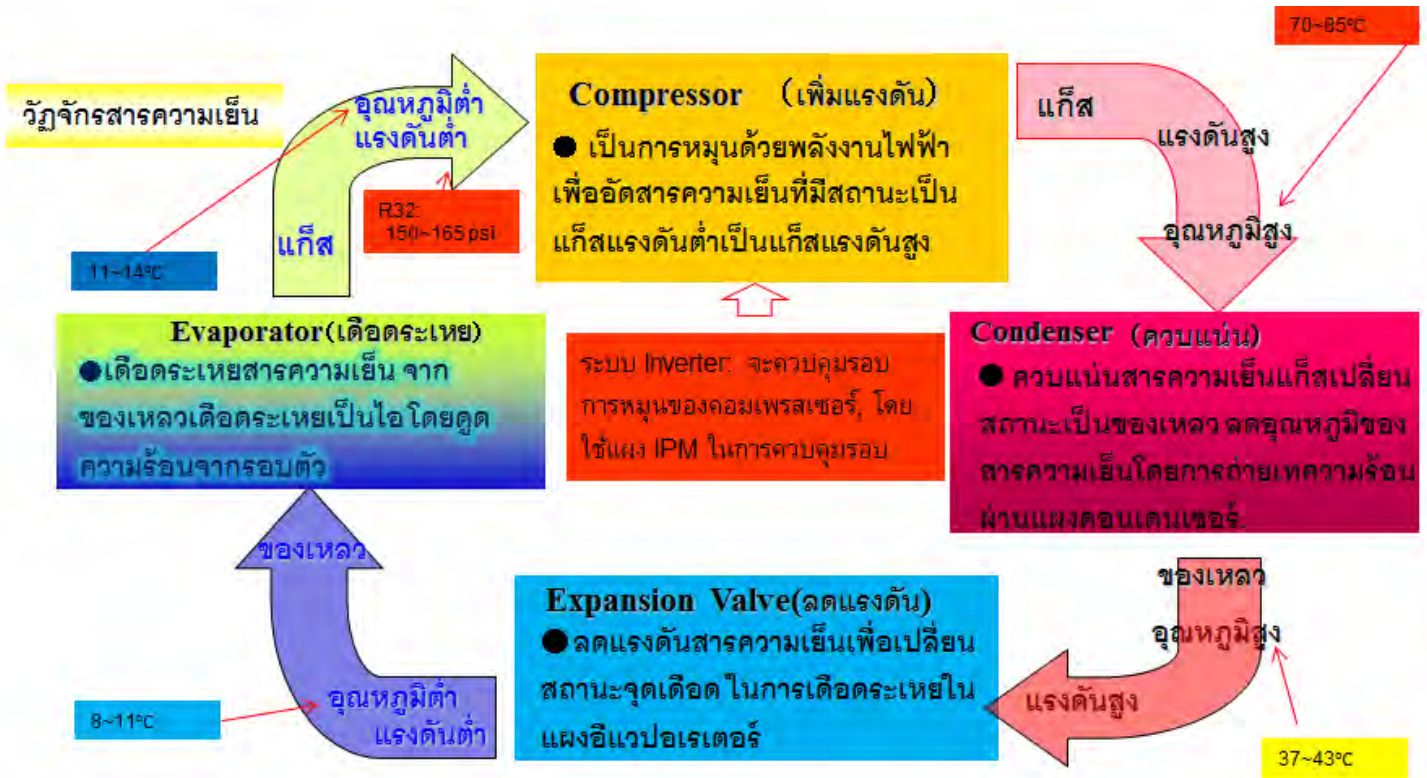 70~85°C
วัฏจักรสารความเย็น
อุณหภูมิต่ำ
แรงดันต่ำ
แก๊ส
R32:
150~165 psi
11~14°C
Compressor (เพิ่มแรงดัน)
● เป็นการหมุนด้วยพลังงานไฟฟ้า
เพื่ออัดสารความเย็นที่มีสถานะเป็น
แก๊สแรงดันต่ำเป็นแก๊สแรงดันสูง
แก๊ส
แรงดันสูง
อุณหภูมิสูง
Evaporator(เดือดระเหย)
●เดือดระเหยสารความเย็น จาก
ของเหลวเดือดระเหยเป็นไอ โดยดูด
ความร้อนจากรอบตัว
ระบบ Inverter: จะควบคุมรอบ
การหมุนของคอมเพรสเซอร์, โดย
ใช้แผง IPM ในการควบคุมรอบ
Condenser (ควบแน่น)
● ควบแน่นสารความเย็นแก๊สเปลี่ยน
สถานะเป็นของเหลว ลดอุณหภูมิของ
สารความเย็นโดยการถ่ายเทความร้อน
ผ่านแผงคอนเดนเซอร์
ของเหลว
อุณหภูมิต่ำ
แรงดันต่ำ
8~11°C
Expansion Valve(ลดแรงดัน)
● ลดแรงดันสารความเย็นเพื่อเปลี่ยน
สถานะจุดเดือด ในการเดือดระเหยใน
แผงอีแวปอเรเตอร์
ของเหลว
อุณหภูมิสูง
แรงดันสูง
37~43°C